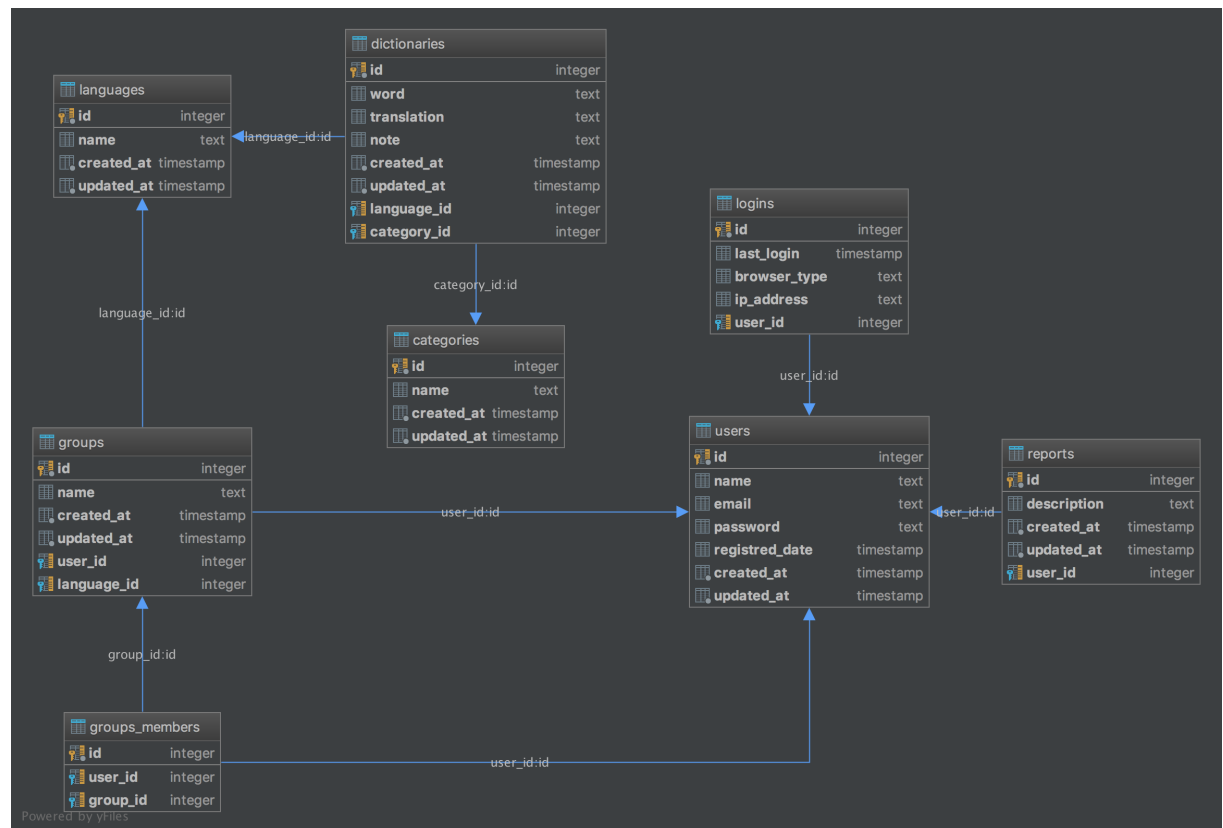 dictionaries
id integer
word text
translation text
note text
created_at timestamp
updated_at timestamp
language_id integer
category_id integer
languages
id integer
name text
created_at timestamp
updated_at timestamp
language_id:id
logins
id integer
last_login timestamp
browser_type text
ip_address text
user_id integer
category_id:id
language_id:id
categories
id integer
name text
created_at timestamp
updated_at timestamp
user_id:id
groups
id integer
name text
created_at timestamp
updated_at timestamp
user_id integer
language_id integer
user_id:id
users
id integer
name text
email text
password text
registred_date timestamp
created_at timestamp
updated_at timestamp
user_id:id
reports
id integer
description text
created_at timestamp
updated_at timestamp
user_id integer
group_id:id
groups_members
id integer
user_id integer
group_id integer
user_id:id
Powered by yFiles